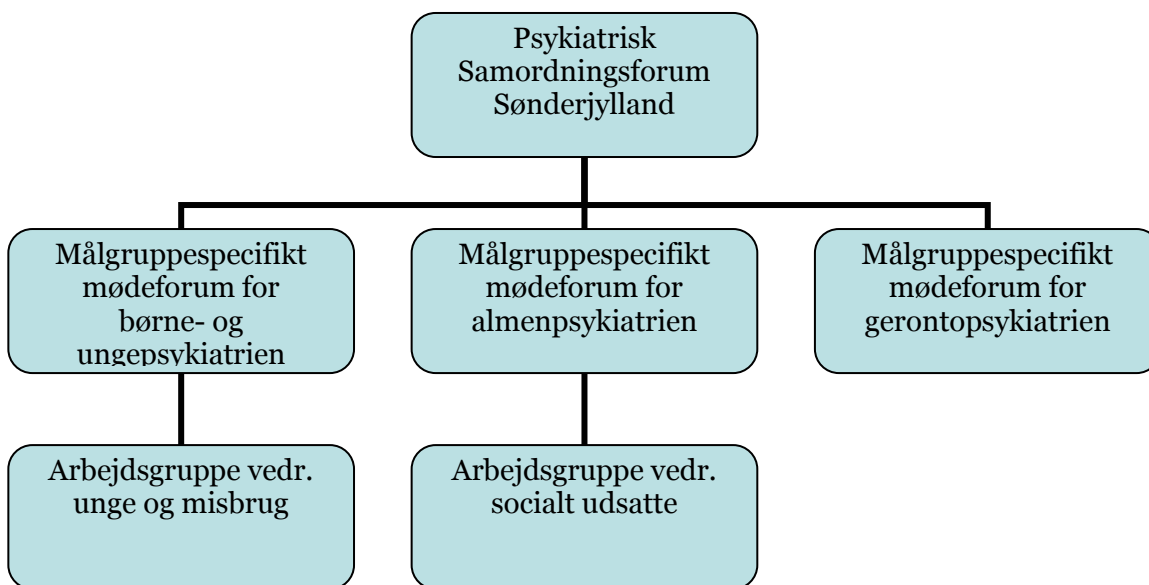 Psykiatrisk
Samordningsforum
Sønderjylland
Målgruppespecifikt
mødeforum for
børne- og
ungepsykiatrien
Målgruppespecifikt
mødeforum for
almenpsykiatrien
Målgruppespecifikt
mødeforum for
gerontopsykiatrien
Arbejdsgruppe vedr.
unge og misbrug
Arbejdsgruppe vedr.
socialt udsatte